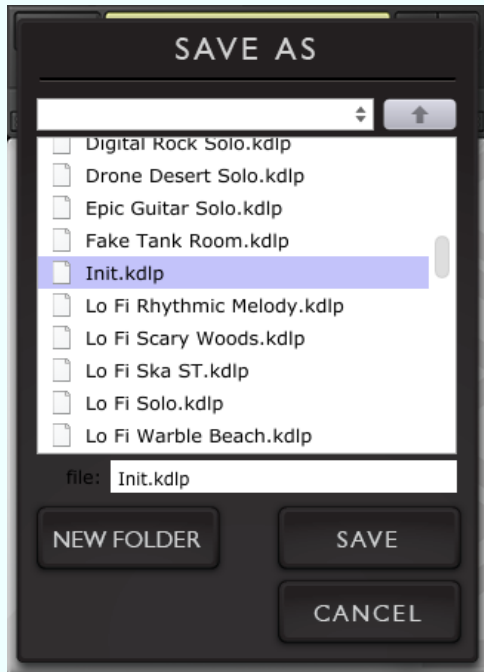 SAVE AS
Digital Rock Solo.kdlp
Drone Desert Solo.kdlp
Epic Guitar Solo.kdlp
Fake Tank Room.kdlp
Init.kdlp
Lo Fi Rhythmic Melody.kdlp
Lo Fi Scary Woods.kdlp
Lo Fi Ska ST.kdlp
Lo Fi Solo.kdlp
Lo Fi Warble Beach.kdlp
file: Init.kdlp
NEW FOLDER SAVE
CANCEL